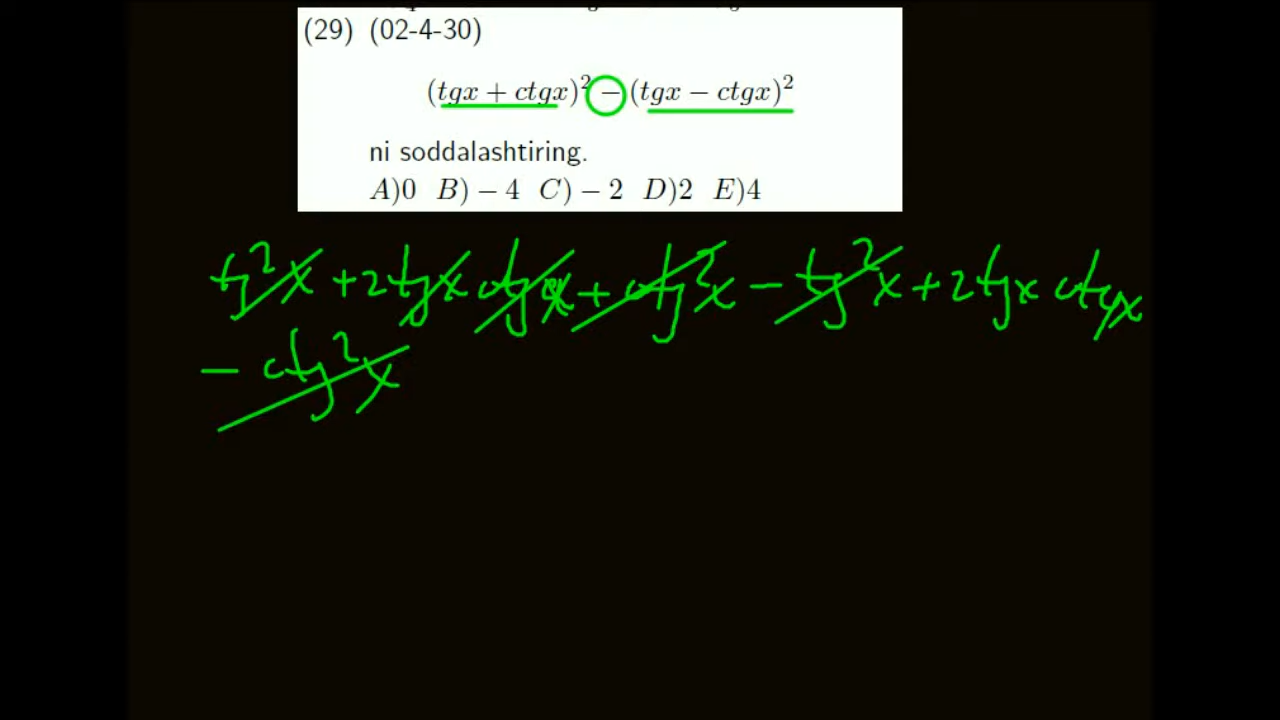 (29) (02-4-30)
(tgx + ctgx)² − (tgx − ctgx)²
ni soddalashtiring.
A)0 B) − 4 C) − 2 D)2 E)4
tg²x + 2tgx ctgx + ctg²x − tg²x + 2tgx ctgx
− ctg²x